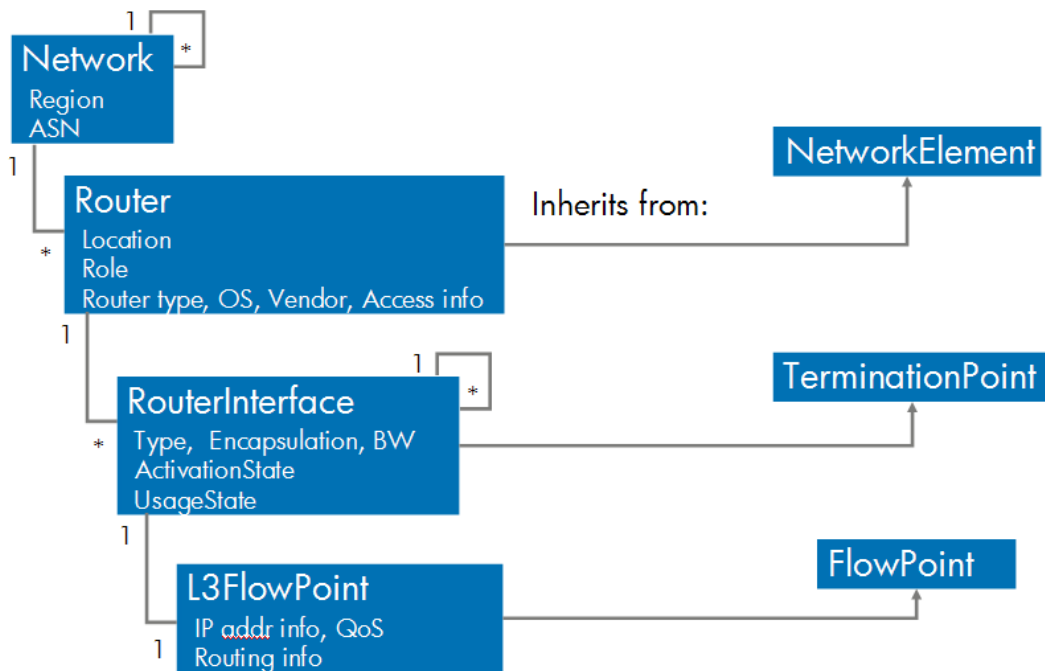 1
*
Network
Region
ASN
1
*
NetworkElement
Router
Location
Role
Router type, OS, Vendor, Access info
Inherits from:
1
*
1
*
TerminationPoint
RouterInterface
Type,  Encapsulation, BW
ActivationState
UsageState
1
1
FlowPoint
L3FlowPoint
IP addr info, QoS
Routing info